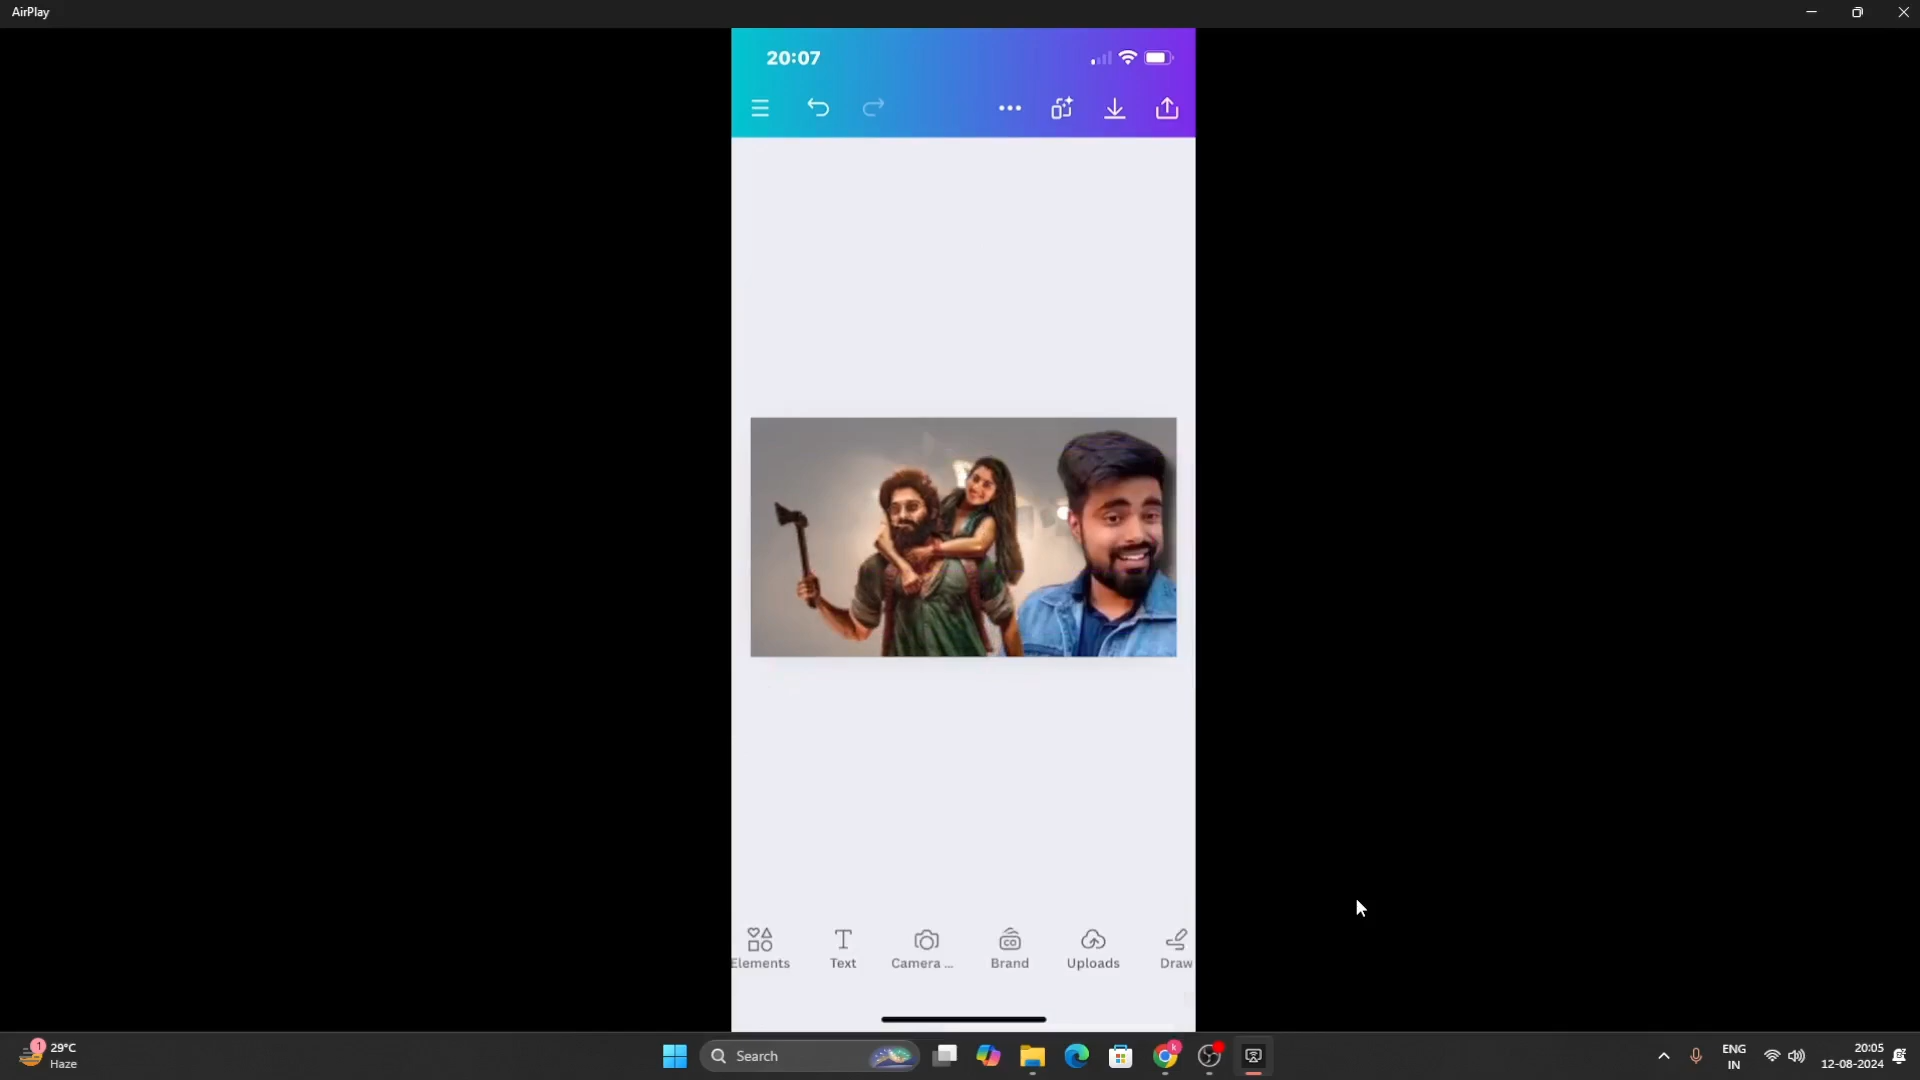 AirPlay
20:07
Elements
Text
Camera ...
Brand
Uploads
Draw
1
29°C
Haze
Search
k
ENG
IN
20:05
12-08-2024